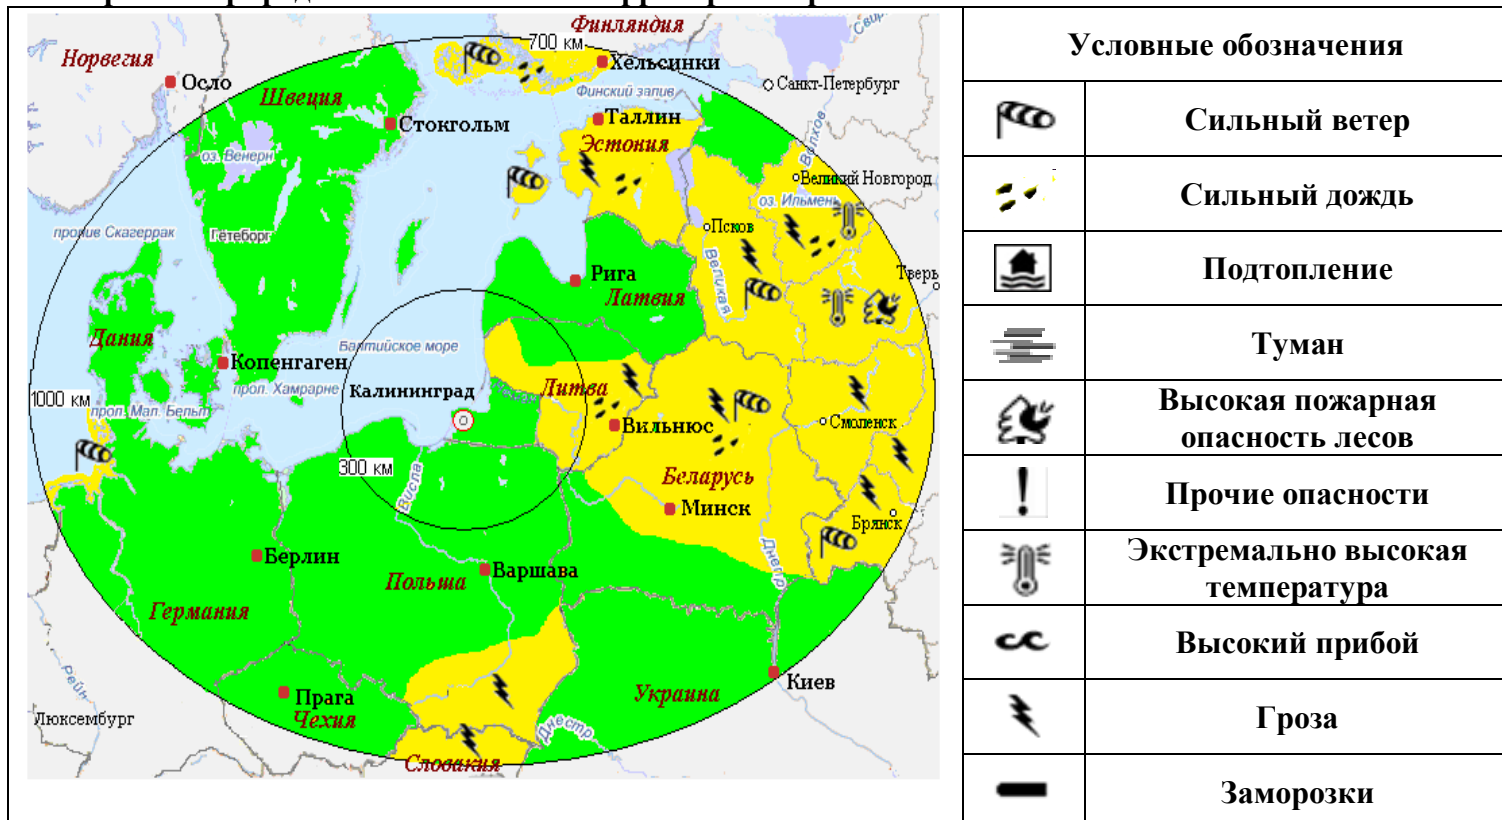 Финляндия
700 км
Свирь
Норвегия
Хельсинки
Осло
Санкт-Петербург
Швеция
Финский залив
Стокгольм
Таллин
Эстония
Волхов
оз. Венерн
Великий Новгород
оз. Ильмень
пролив Скагеррак
Гетеборг
Псков
Великая
Рига
Тверь
Латвия
Дания
Балтийское море
Копенгаген
прол. Хамрарне
Калининград
Литва
1000 км
прол. Мал. Бельт
Вильнюс
Смоленск
300 км
Висла
Беларусь
Минск
Брянск
Берлин
Варшава
Днепр
Польша
Германия
Рейн
Прага
Украина
Киев
Люксембург
Чехия
Днестр
Словакия
Условные обозначения
Сильный ветер
Сильный дождь
Подтопление
Туман
Высокая пожарная
опасность лесов
Прочие опасности
Экстремально высокая
температура
Высокий прибой
Гроза
Заморозки